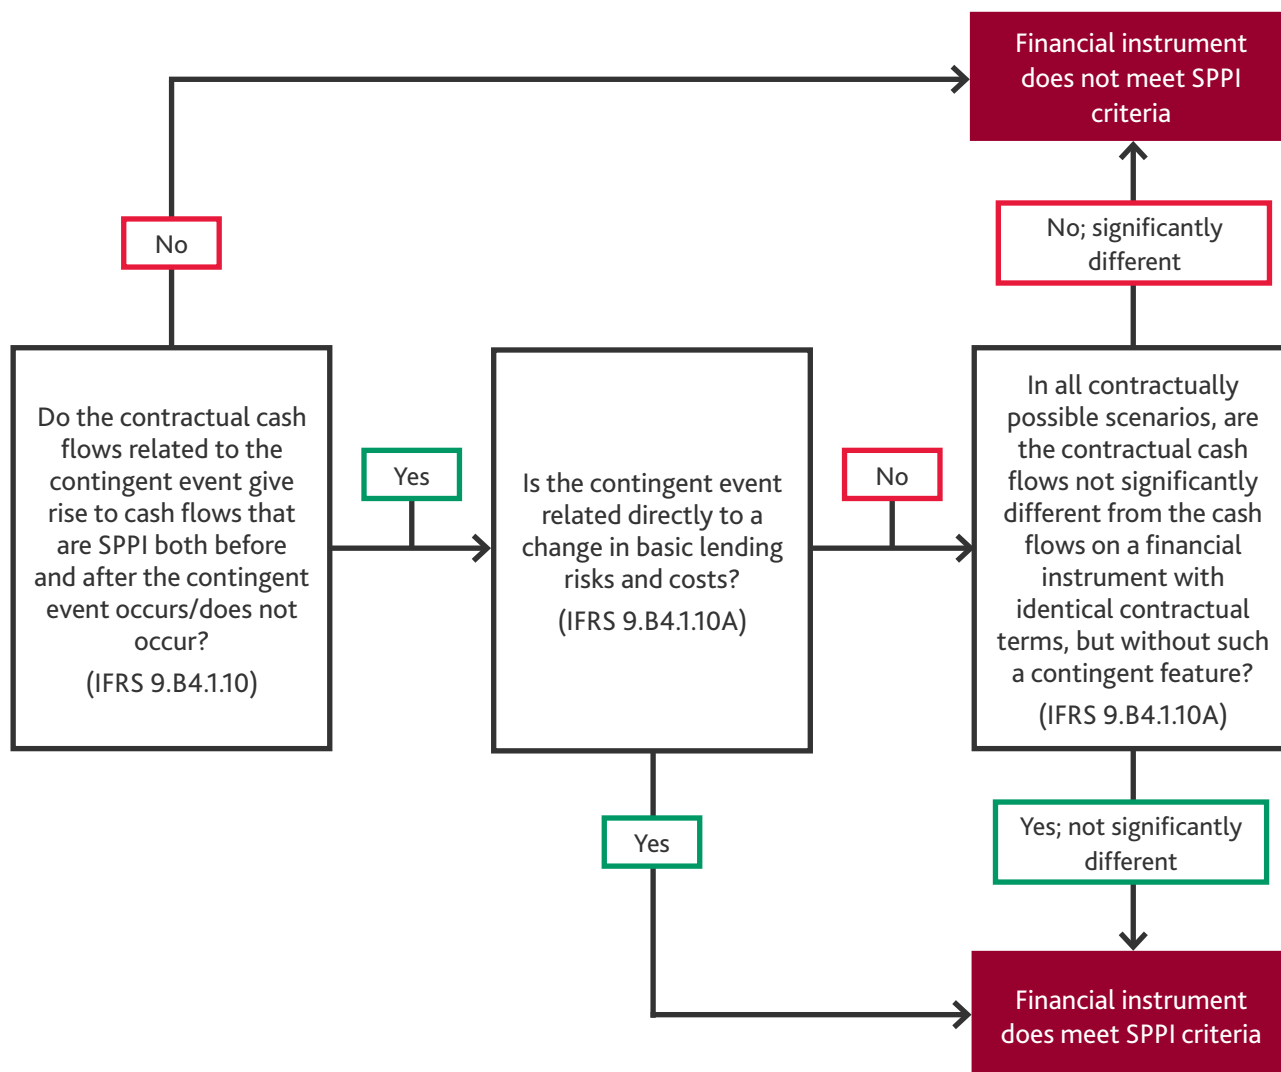 Financial instrument
does not meet SPPI
criteria
No
No; significantly
different
Do the contractual cash
flows related to the
contingent event give
rise to cash flows that
are SPPI both before
and after the contingent
event occurs/does not
occur?
(IFRS 9.B4.1.10)
Yes
Is the contingent event
related directly to a
change in basic lending
risks and costs?
(IFRS 9.B4.1.10A)
No
In all contractually
possible scenarios, are
the contractual cash
flows not significantly
different from the cash
flows on a financial
instrument with
identical contractual
terms, but without such
a contingent feature?
(IFRS 9.B4.1.10A)
Yes
Yes; not significantly
different
Financial instrument
does meet SPPI criteria